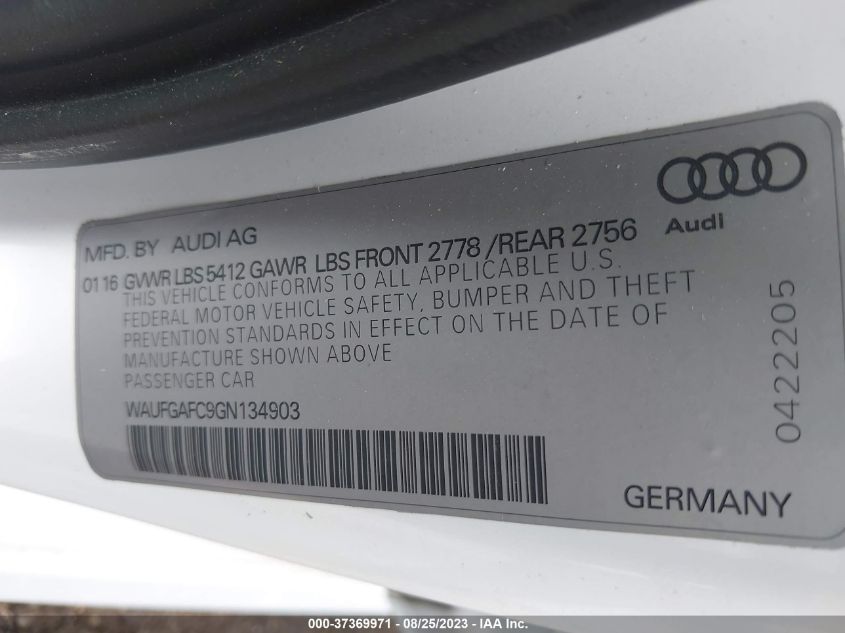 Audi
MFD. BY AUDI AG
01 16 GVWR LBS 5412 GAWR LBS FRONT 2778 /REAR 2756
THIS VEHICLE CONFORMS TO ALL APPLICABLE U.S.
FEDERAL MOTOR VEHICLE SAFETY, BUMPER AND THEFT
PREVENTION STANDARDS IN EFFECT ON THE DATE OF
MANUFACTURE SHOWN ABOVE
PASSENGER CAR
WAUFGAFC9GN134903
0422205
GERMANY
000-37369971 - 08/25/2023 - IAA Inc.